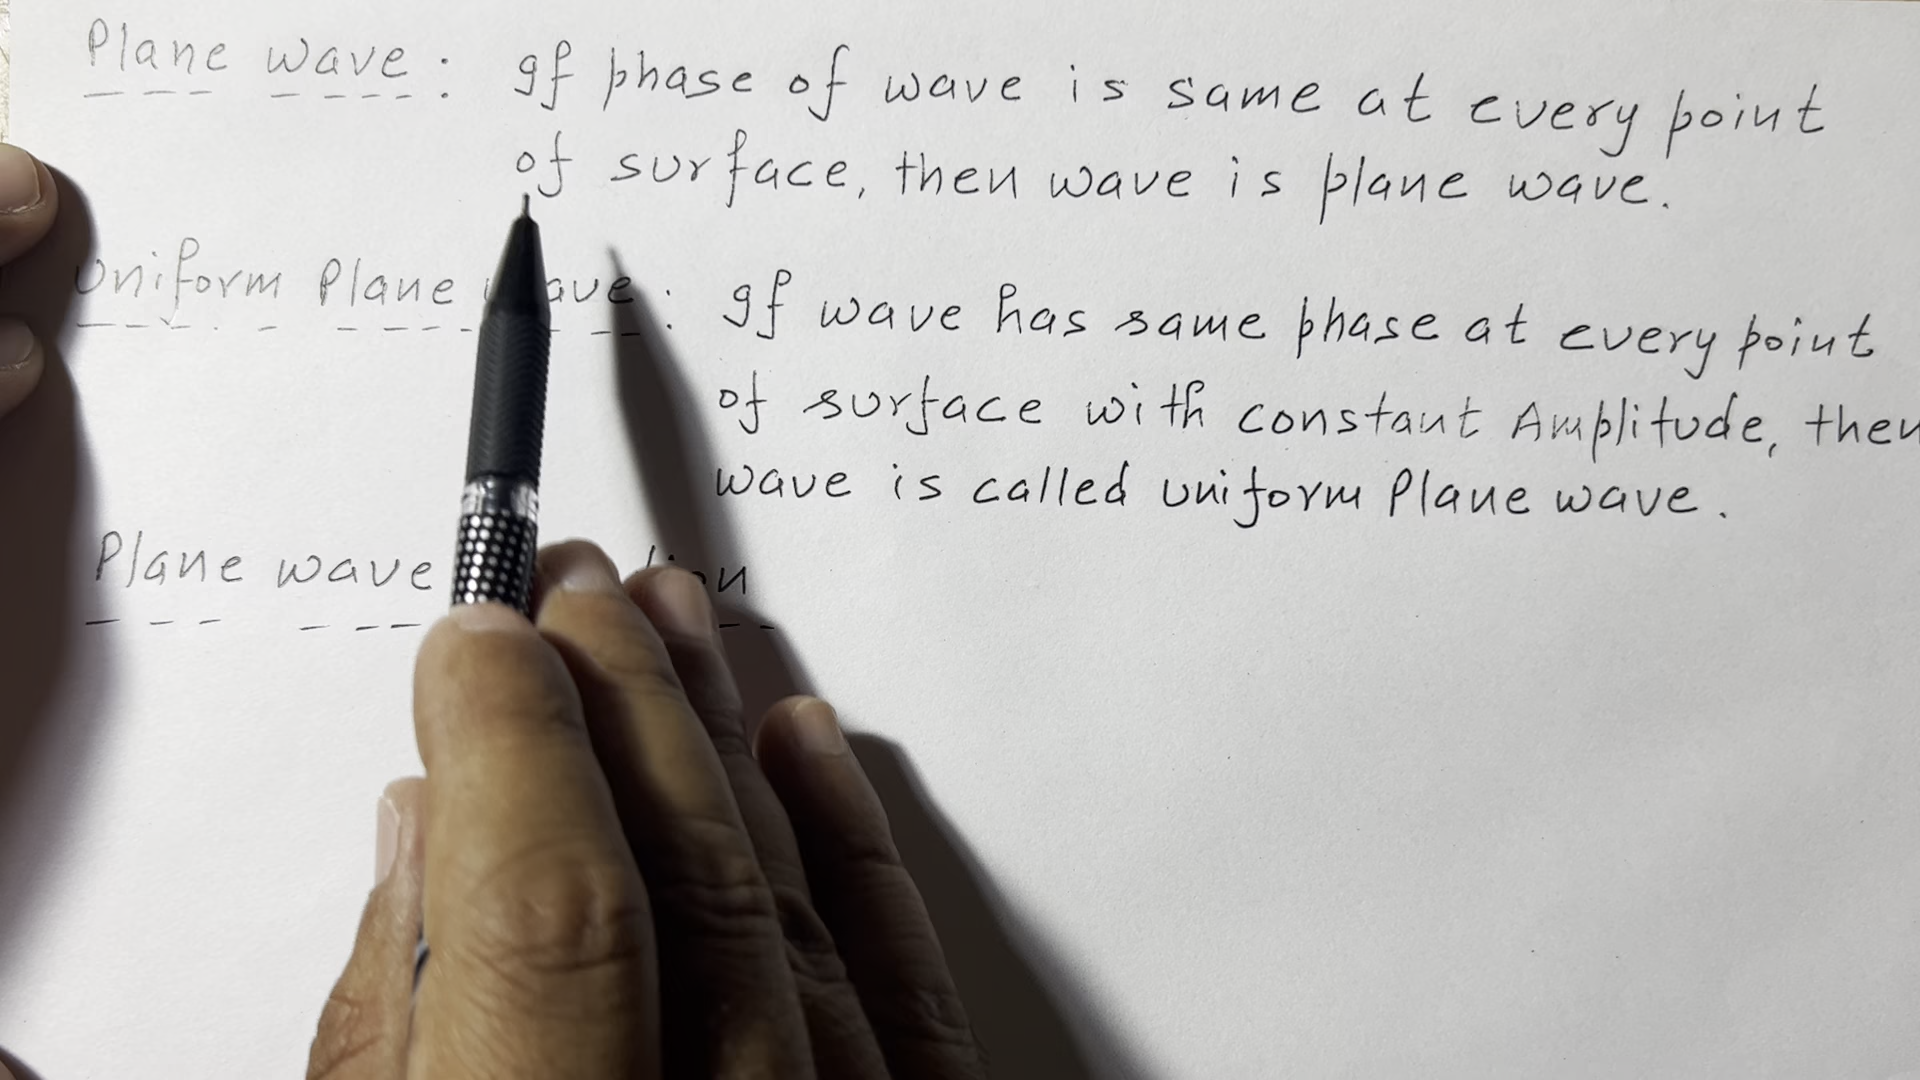 Plane wave : If phase of wave is same at every point
of surface, then wave is plane wave.
Uniform Plane wave : If wave has same phase at every point
of surface with constant Amplitude, then
wave is called uniform Plane wave.
Plane wave